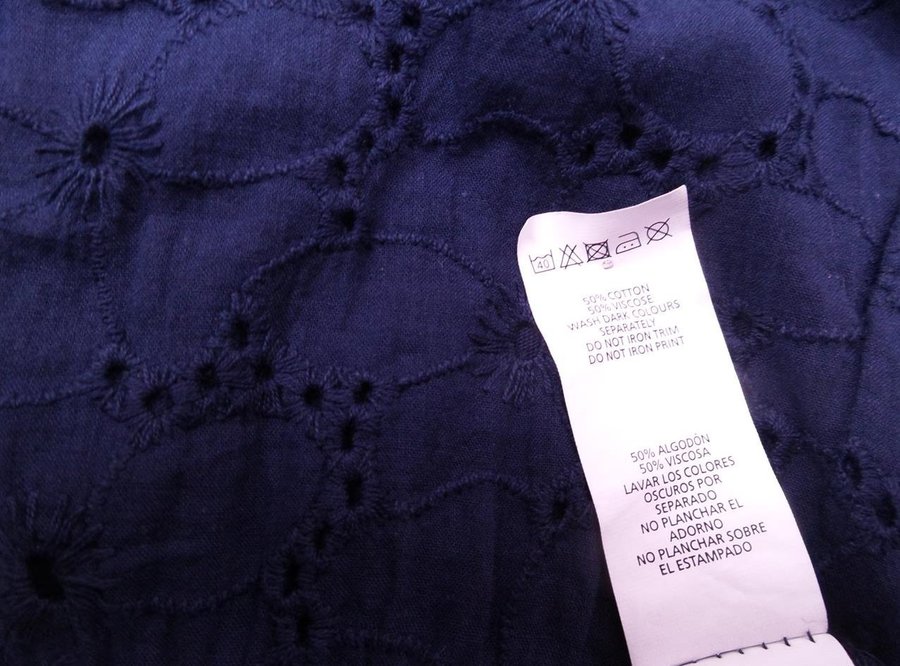 40
50% COTTON
50% VISCOSE
WASH DARK COLOURS
SEPARATELY
DO NOT IRON TRIM
DO NOT IRON PRINT
50% ALGODÓN
50% VISCOSA
LAVAR LOS COLORES
OSCUROS POR
SEPARADO
NO PLANCHAR EL
ADORNO
NO PLANCHAR SOBRE
EL ESTAMPADO